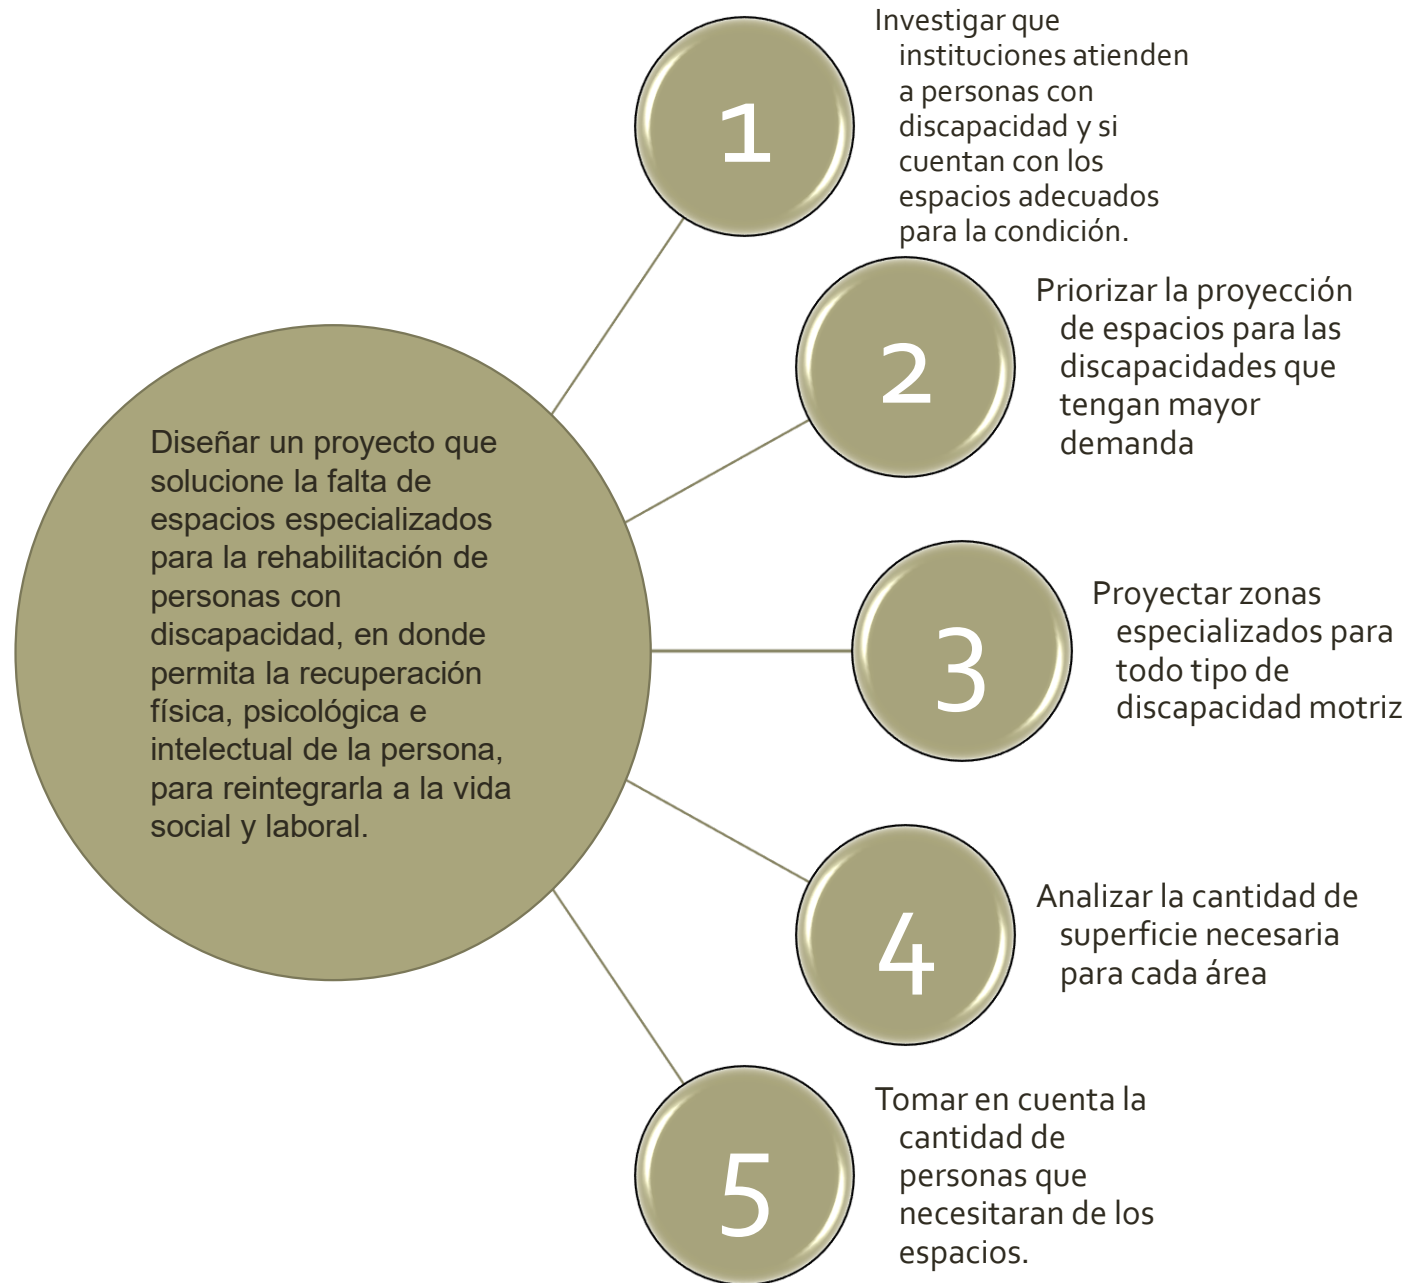 1
Investigar que
instituciones atienden
a personas con
discapacidad y si
cuentan con los
espacios adecuados
para la condición.
2
Priorizar la proyección
de espacios para las
discapacidades que
tengan mayor
demanda
Diseñar un proyecto que
solucione la falta de
espacios especializados
para la rehabilitación de
personas con
discapacidad, en donde
permita la recuperación
física, psicológica e
intelectual de la persona,
para reintegrarla a la vida
social y laboral.
3
Proyectar zonas
especializados para
todo tipo de
discapacidad motriz
4
Analizar la cantidad de
superficie necesaria
para cada área
5
Tomar en cuenta la
cantidad de
personas que
necesitaran de los
espacios.